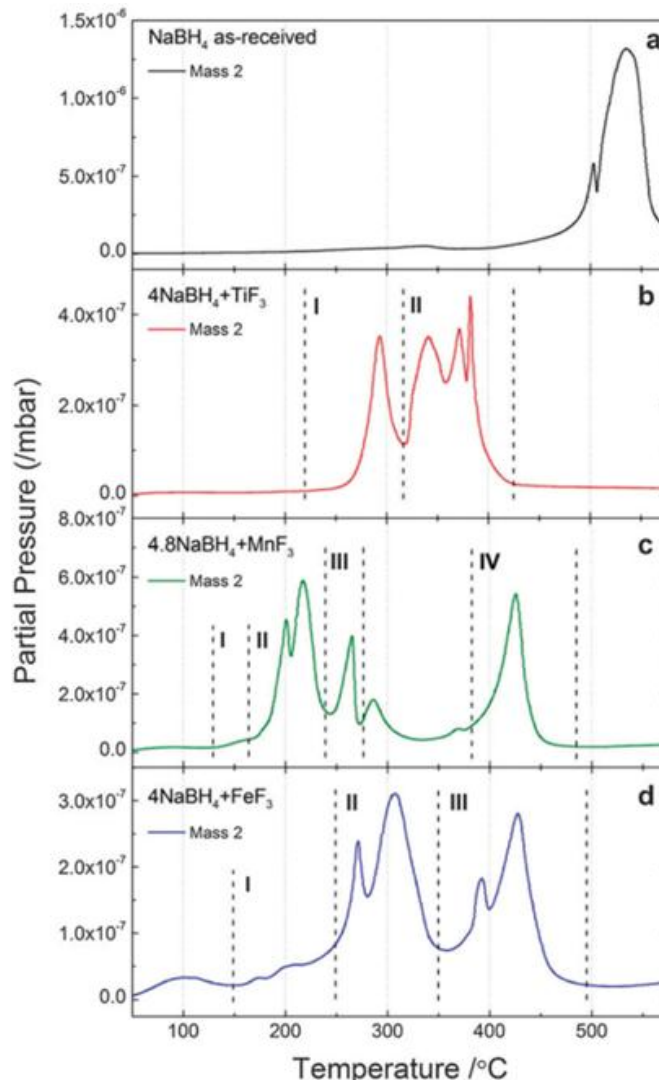 1.5x10⁻⁶
NaBH₄ as-received
a
Mass 2
1.0x10⁻⁶
5.0x10⁻⁷
0.0
4NaBH₄+TiF₃
I
II
b
4.0x10⁻⁷
Mass 2
2.0x10⁻⁷
0.0
8.0x10⁻⁷
4.8NaBH₄+MnF₃
III
IV
c
Mass 2
6.0x10⁻⁷
I
II
4.0x10⁻⁷
2.0x10⁻⁷
0.0
4NaBH₄+FeF₃
II
III
d
3.0x10⁻⁷
Mass 2
I
2.0x10⁻⁷
1.0x10⁻⁷
0.0
100
200
300
400
500
Partial Pressure (/mbar)
Temperature /°C